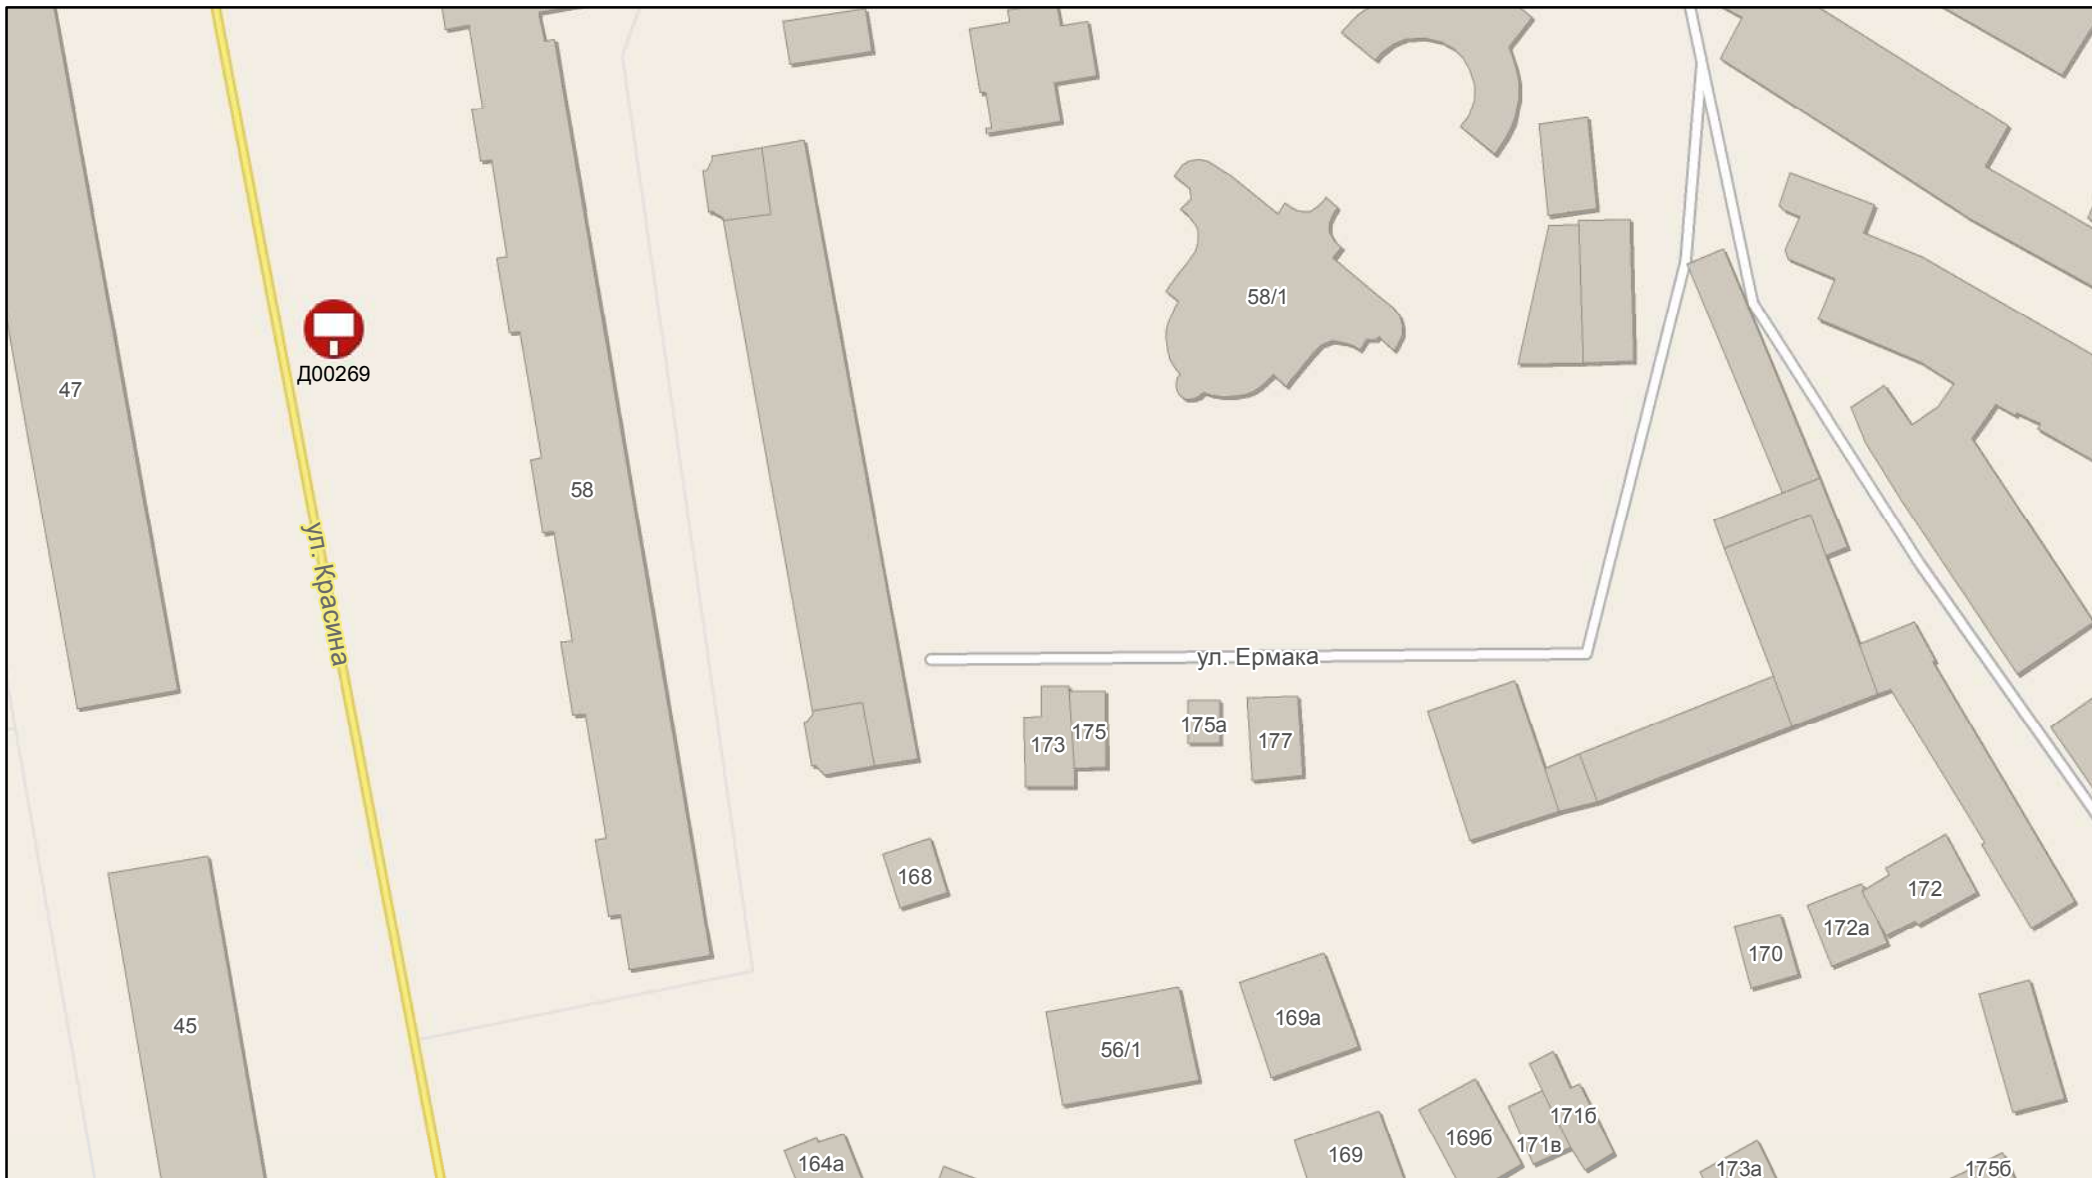 58/1
Д00269
47
58
ул. Красина
ул. Ермака
175а
175
177
173
168
172
172а
170
169а
45
56/1
171б
169б
171в
169
164а
173а
175б